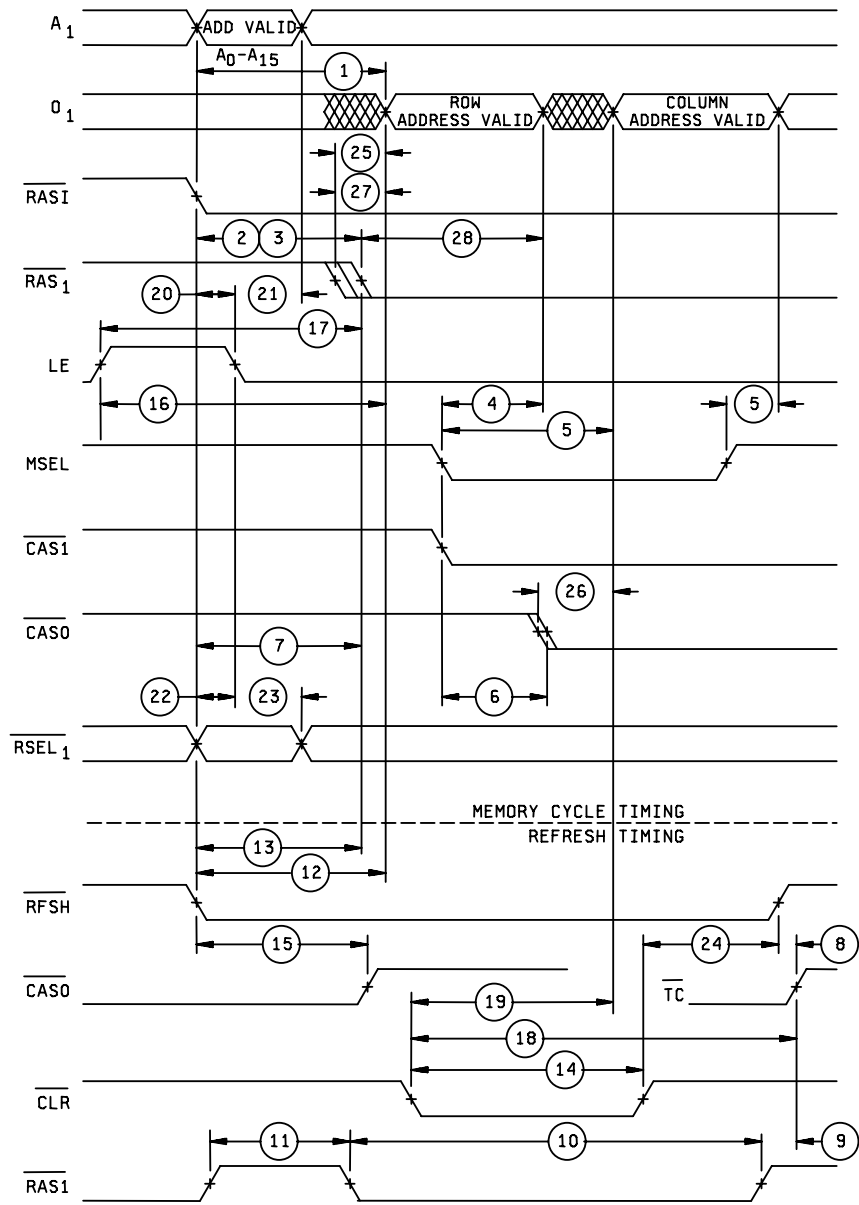 A1 ADD VALID
A0-A15
1
O1 ROW ADDRESS VALID COLUMN ADDRESS VALID
25
27
RASI
2 3 28
RAS1
20 21
17
LE
16 4 5
5
MSEL
CAS1
26
CASO
7
22 23 6
RSEL1
MEMORY CYCLE TIMING
REFRESH TIMING
13
12
RFSH
15 24 8
CASO TC
19
18
14
CLR
11 10 9
RAS1